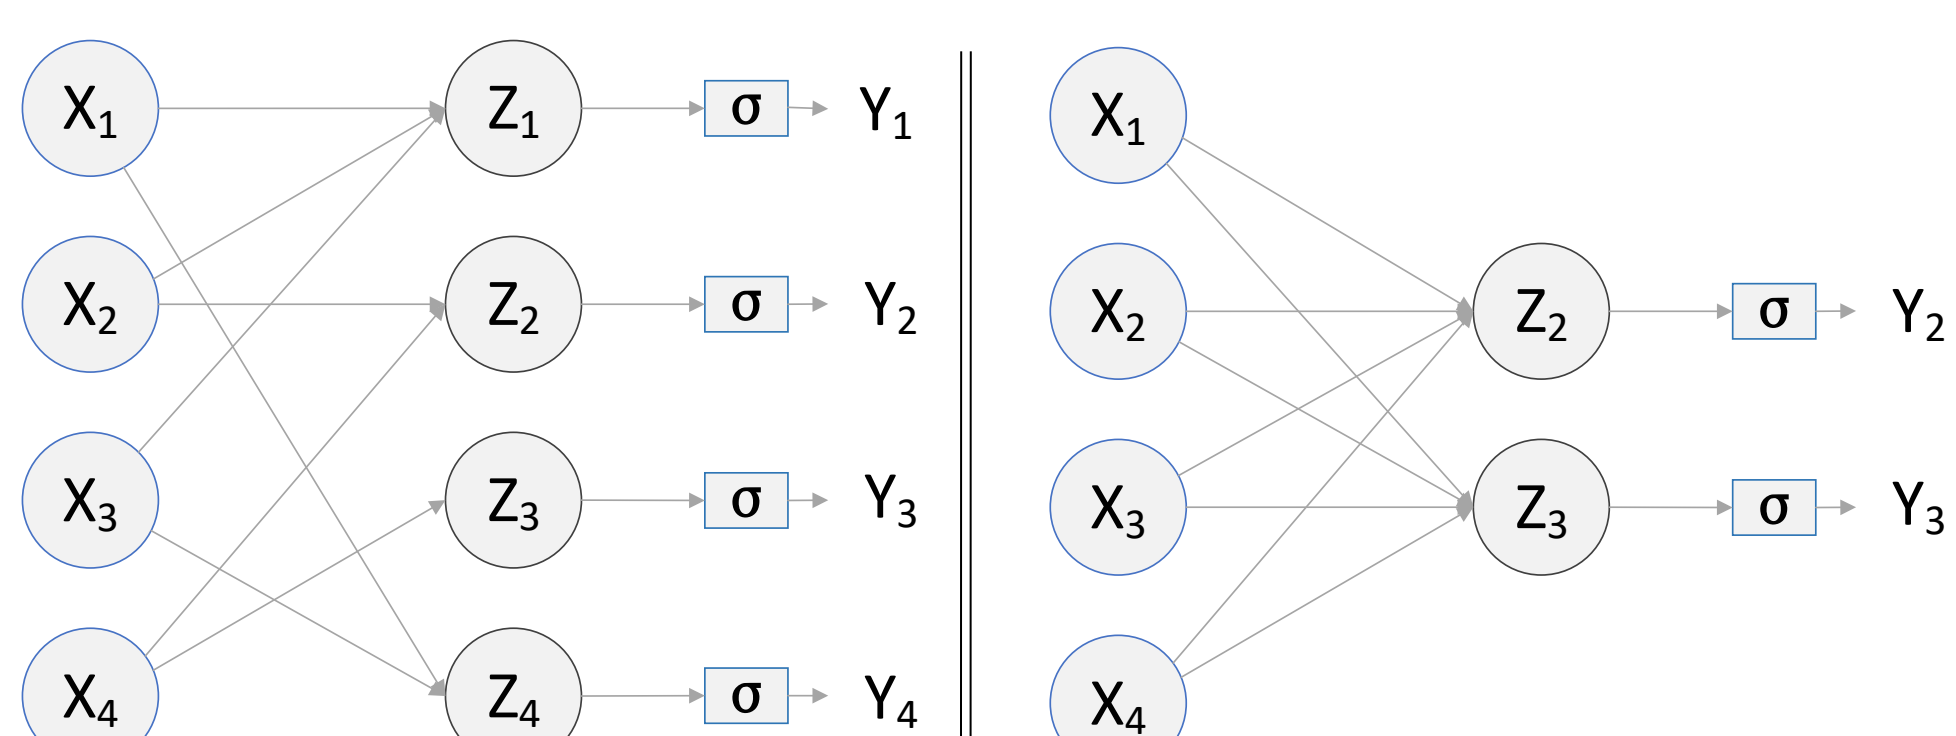 X₁ Z₁ σ Y₁
X₂ Z₂ σ Y₂
X₃ Z₃ σ Y₃
X₄ Z₄ σ Y₄
X₁
X₂ Z₂ σ Y₂
X₃ Z₃ σ Y₃
X₄